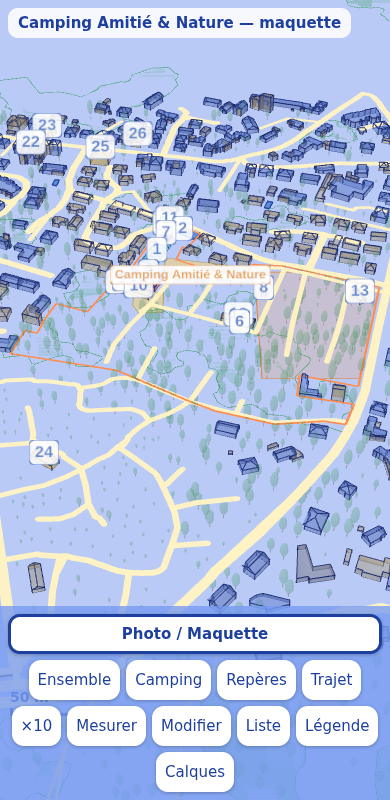 Camping Amitié & Nature — maquette
23
22
26
25
11
7
2
1
Camping Amitié & Nature
10
8
13
6
24
Photo / Maquette
Ensemble
Camping
Repères
Trajet
50
×10
Mesurer
Modifier
Liste
Légende
Calques